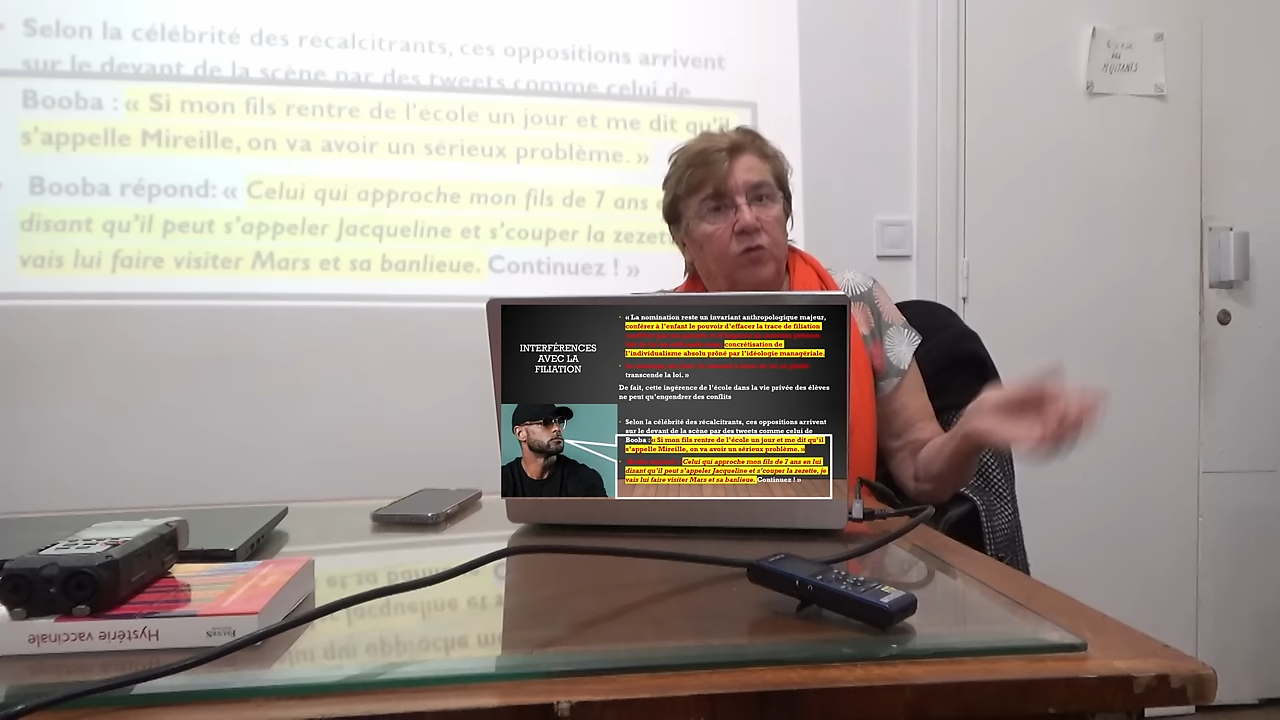 Selon la célébrité des récalcitrants, ces oppositions arrivent
sur le devant de la scène par des tweets comme celui de
Booba : « Si mon fils rentre de l'école un jour et me dit qu'il
s'appelle Mireille, on va avoir un sérieux problème. »
Booba répond: « Celui qui approche mon fils de 7 ans
disant qu'il peut s'appeler Jacqueline et s'couper la zezette
vais lui faire visiter Mars et sa banlieue. Continuez ! »
INTERFÉRENCES
AVEC LA
FILIATION
« La nomination reste un invariant anthropologique majeur,
conférer à l'enfant le pouvoir d'effacer la trace de filiation
concrétisation de
l'individualisme absolu prôné par l'idéologie managériale.
transcende la loi. »
De fait, cette ingérence de l'école dans la vie privée des élèves
ne peut qu'engendrer des conflits
Selon la célébrité des récalcitrants, ces oppositions arrivent
sur le devant de la scène par des tweets comme celui de
Booba : « Si mon fils rentre de l'école un jour et me dit qu'il
s'appelle Mireille, on va avoir un sérieux problème. »
Celui qui approche mon fils de 7 ans en lui
disant qu'il peut s'appeler Jacqueline et s'couper la zezette, je
vais lui faire visiter Mars et sa banlieue. Continuez ! »
Hystérie vaccinale